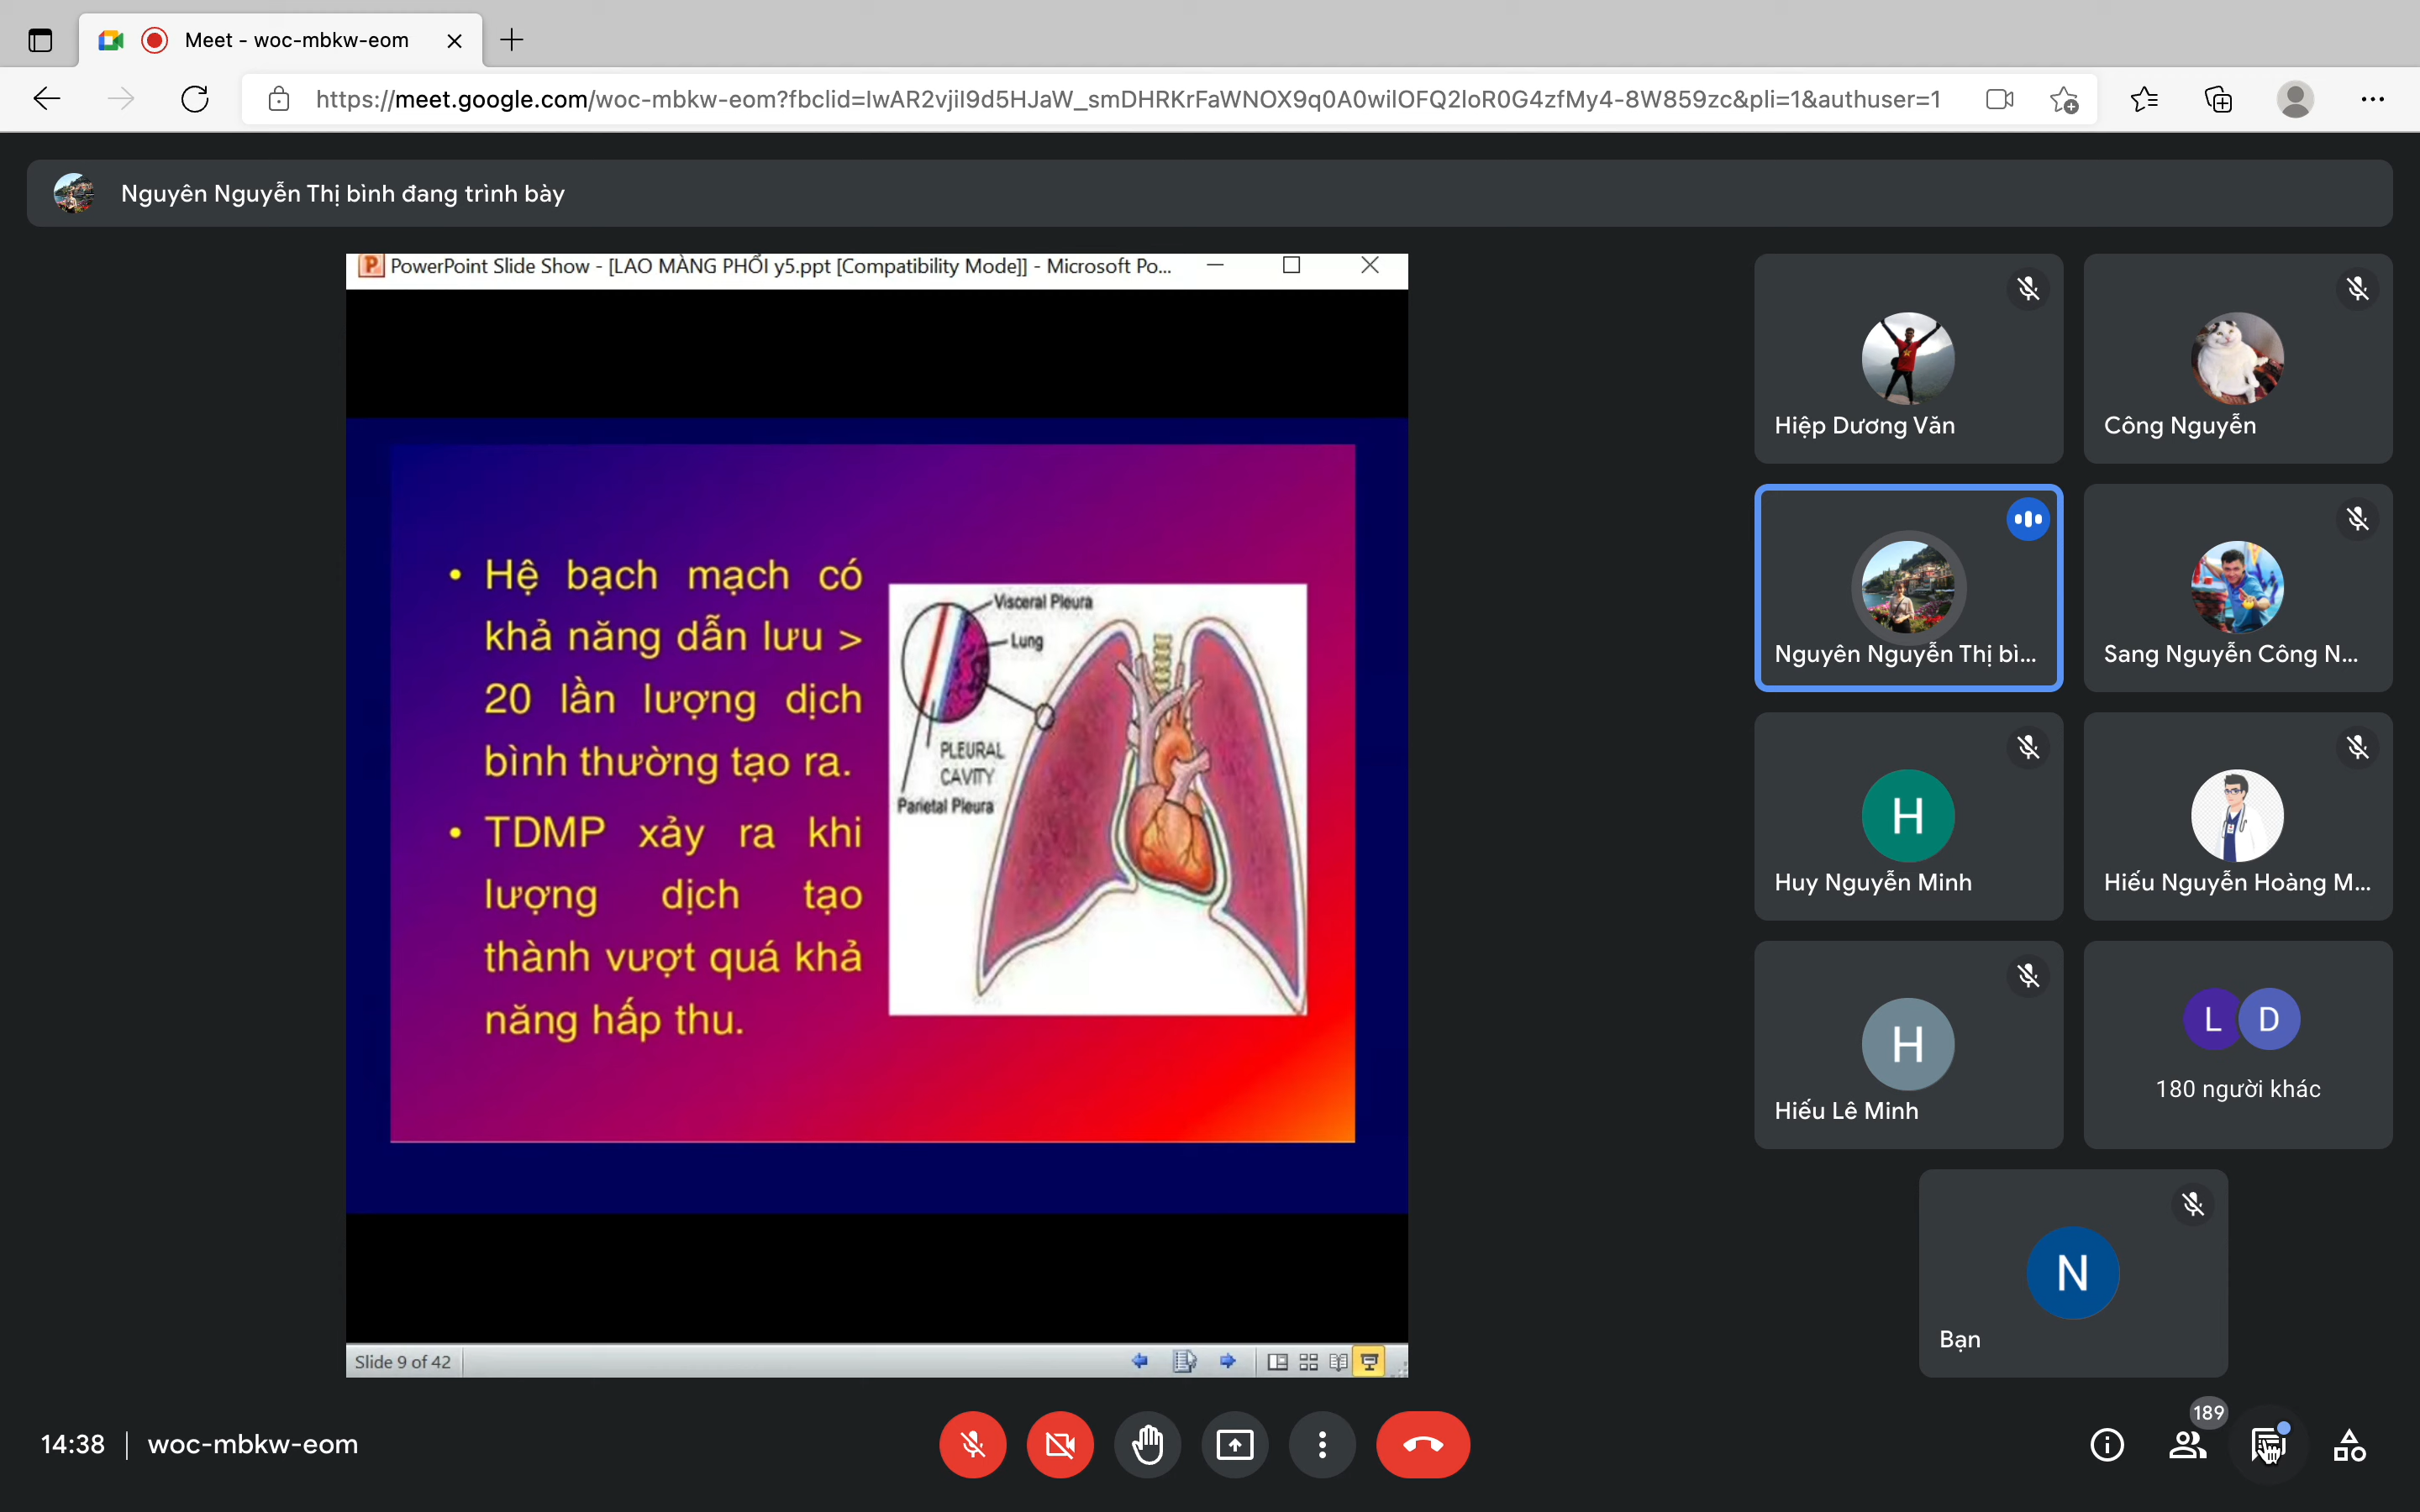 Meet - woc-mbkw-eom
https://meet.google.com/woc-mbkw-eom?fbclid=IwAR2vjiI9d5HJaW_smDHRKrFaWNOX9q0A0wilOFQ2loR0G4zfMy4-8W859zc&pli=1&authuser=1
Nguyên Nguyễn Thị bình đang trình bày
PowerPoint Slide Show - [LAO MÀNG PHỔI y5.ppt [Compatibility Mode]] - Microsoft Po...
• Hệ bạch mạch có
khả năng dẫn lưu >
20 lần lượng dịch
bình thường tạo ra.
• TDMP xảy ra khi
lượng dịch tạo
thành vượt quá khả
năng hấp thu.
Visceral Pleura
Lung
PLEURAL
CAVITY
Parietal Pleura
Slide 9 of 42
Hiệp Dương Văn
Công Nguyễn
Nguyên Nguyễn Thị bì...
Sang Nguyễn Công N...
H
Huy Nguyễn Minh
Hiếu Nguyễn Hoàng M...
H
Hiếu Lê Minh
L D
180 người khác
N
Bạn
14:38 | woc-mbkw-eom
189